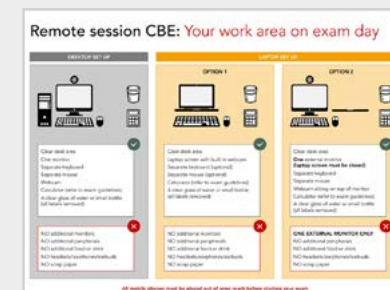 Remote session CBE: Your work area on exam day
DESKTOP SET UP
LAPTOP SET UP
OPTION 1
OPTION 2
Clear desk area
One monitor
Separate keyboard
Separate mouse
Webcam
Calculator (refer to exam guidelines)
A clear glass of water or small bottle
(all labels removed)
Clear desk area
Laptop screen with built in webcam
Separate keyboard (optional)
Separate mouse (optional)
Calculator (refer to exam guidelines)
A clear glass of water or small bottle
(all labels removed)
Clear desk area
One external monitor
(laptop screen must be closed)
Separate keyboard
Separate mouse
Webcam sitting on top of monitor
Calculator (refer to exam guidelines)
A clear glass of water or small bottle
(all labels removed)
NO additional monitors
NO additional peripherals
NO additional food or drink
NO headsets/earphones/earbuds
NO scrap paper
NO additional monitors
NO additional peripherals
NO additional food or drink
NO headsets/earphones/earbuds
NO scrap paper
ONE EXTERNAL MONITOR ONLY
NO additional peripherals
NO additional food or drink
NO headsets/earphones/earbuds
NO scrap paper